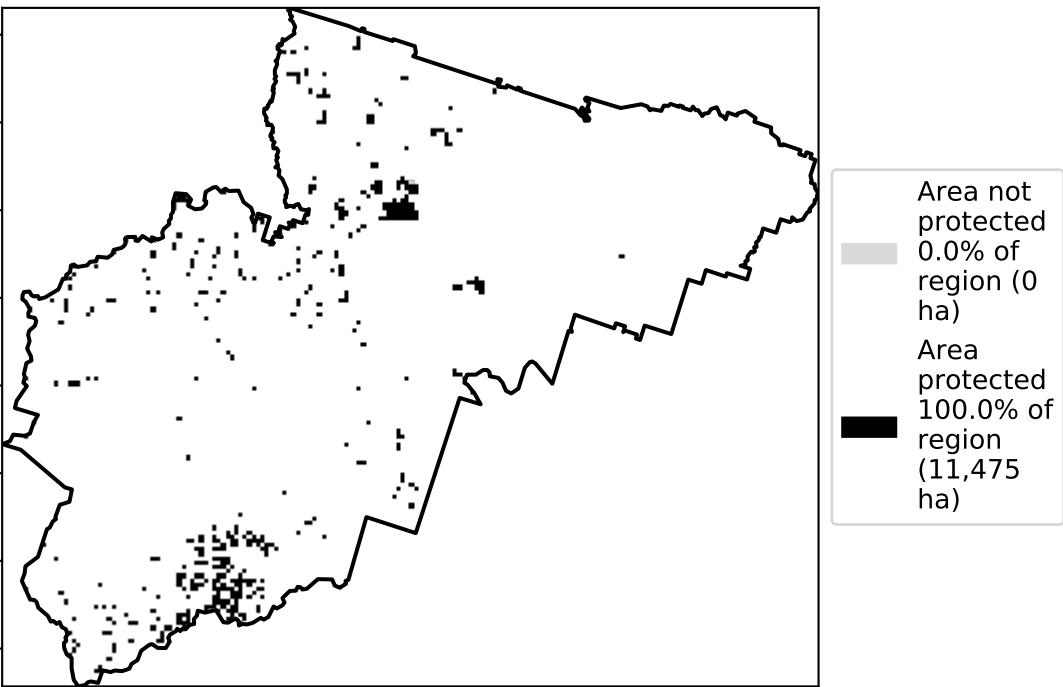 Area not
protected
0.0% of
region (0
ha)
Area
protected
100.0% of
region
(11,475
ha)